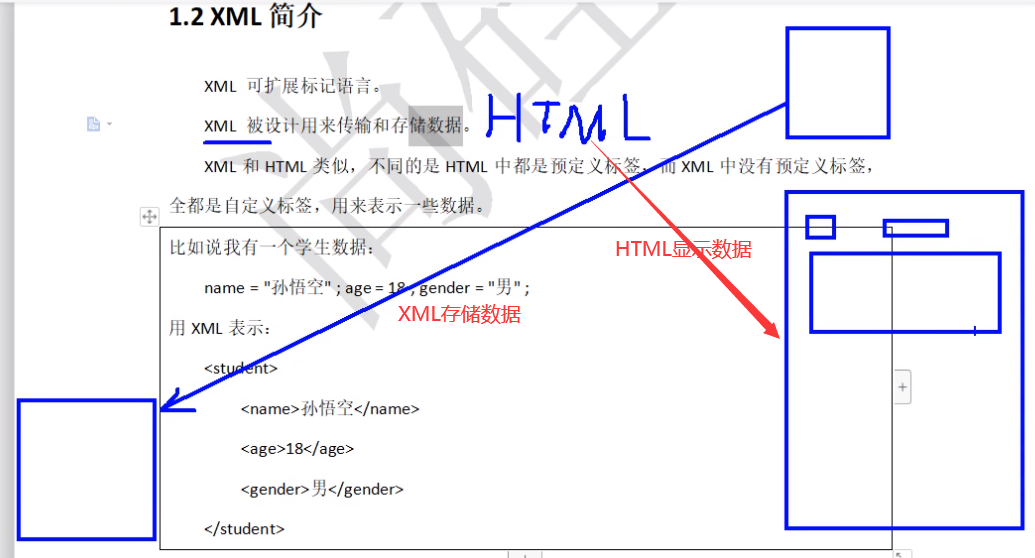 1.2 XML 简介
XML 可扩展标记语言。
XML 被设计用来传输和存储数据。
HTML
XML 和 HTML 类似，不同的是 HTML 中都是预定义标签，而 XML 中没有预定义标签，
全都是自定义标签，用来表示一些数据。
比如说我有一个学生数据：
HTML显示数据
name = "孙悟空" ; age = 18 , gender = "男" ;
XML存储数据
用 XML 表示：
<student>
<name>孙悟空</name>
<age>18</age>
<gender>男</gender>
</student>